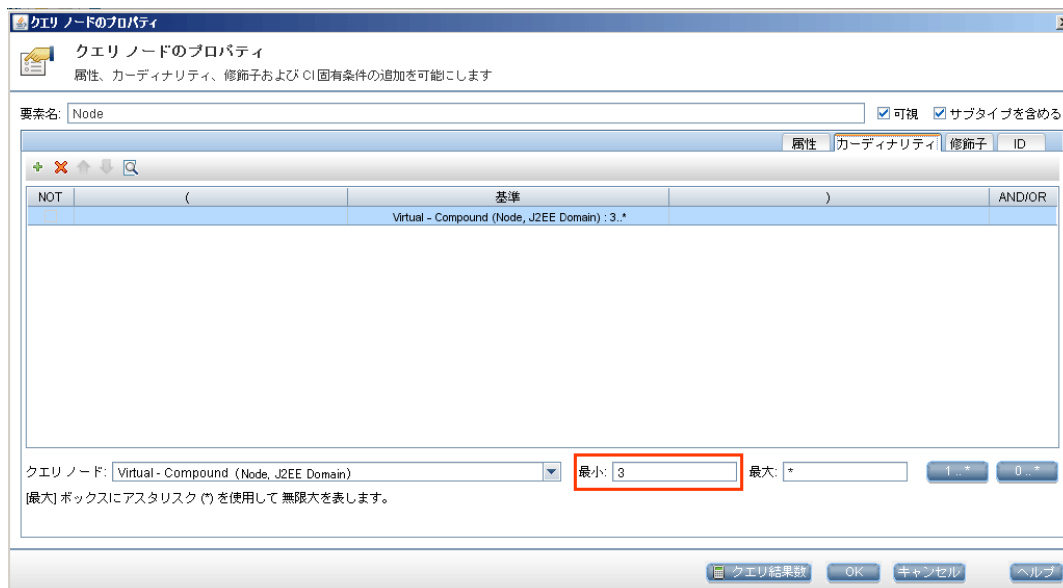 クエリ ノードのプロパティ
クエリ ノードのプロパティ
属性、カーディナリティ、修飾子および CI 固有条件の追加を可能にします
要素名: Node 可視 サブタイプを含める
属性 カーディナリティ 修飾子 ID
NOT ( 基準 ) AND/OR
Virtual - Compound (Node, J2EE Domain) : 3..*
クエリ ノード: Virtual - Compound (Node, J2EE Domain) 最小: 3 最大: * 1..* 0..*
[最大] ボックスにアスタリスク (*) を使用して 無限大を表します。
クエリ結果数 OK キャンセル ヘルプ